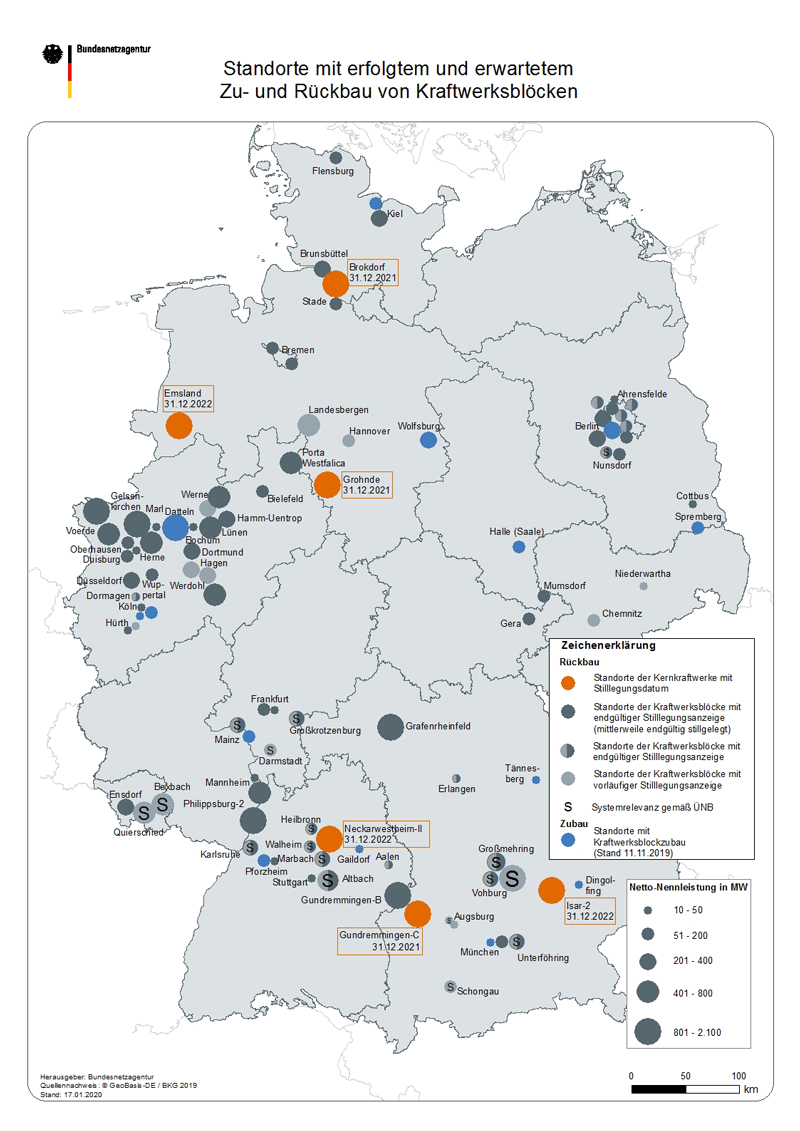 Bundesnetzagentur
Standorte mit erfolgtem und erwartetem
Zu- und Rückbau von Kraftwerksblöcken
Flensburg
Kiel
Brunsbüttel
Brokdorf
31.12.2021
Stade
Bremen
Emsland
31.12.2022
Landesbergen
Hannover
Wolfsburg
Ahrensfelde
Berlin
Nunsdorf
Porta
Westfalica
Grohnde
31.12.2021
Bielefeld
Cottbus
Spremberg
Gelsen-
kirchen
Marl
Datteln
Werne
Hamm-Uentrop
Voerde
Lünen
Oberhausen
Bochum
Duisburg
Herne
Dortmund
Hagen
Düsseldorf
Wup-
pertal
Werdohl
Dormagen
Köln
Hürth
Halle (Saale)
Mumsdorf
Niederwartha
Gera
Chemnitz
Frankfurt
Großkrotzenburg
Mainz
S
S
S
Darmstadt
Grafenrheinfeld
Mannheim
Ensdorf
Bexbach
S
S
Quierschied
Philippsburg-2
Tännes-
berg
Erlangen
Heilbronn
S
Neckarwestheim-II
31.12.2022
Karlsruhe
S
Walheim
S
Marbach
S
Gaildorf
Aalen
Pforzheim
Stuttgart
S
Altbach
Gundremmingen-B
Gundremmingen-C
31.12.2021
Großmehring
S
S
S
Vohburg
Dingol-
fing
Isar-2
31.12.2022
S
Augsburg
München
S
Unterföhring
S
Schongau
S
Zeichenerklärung
Rückbau
Standorte der Kernkraftwerke mit
Stilllegungsdatum
Standorte der Kraftwerksblöcke mit
endgültiger Stilllegungsanzeige
(mittlerweile endgültig stillgelegt)
Standorte der Kraftwerksblöcke mit
endgültiger Stilllegungsanzeige
Standorte der Kraftwerksblöcke mit
vorläufiger Stilllegungsanzeige
S Systemrelevanz gemäß ÜNB
Zubau
Standorte mit
Kraftwerksblockzubau
(Stand 11.11.2019)
Netto-Nennleistung in MW
10 - 50
51 - 200
201 - 400
401 - 800
801 - 2.100
0 50 100
km
Herausgeber: Bundesnetzagentur
Quellennachweis: © GeoBasis-DE / BKG 2019
Stand: 17.01.2020